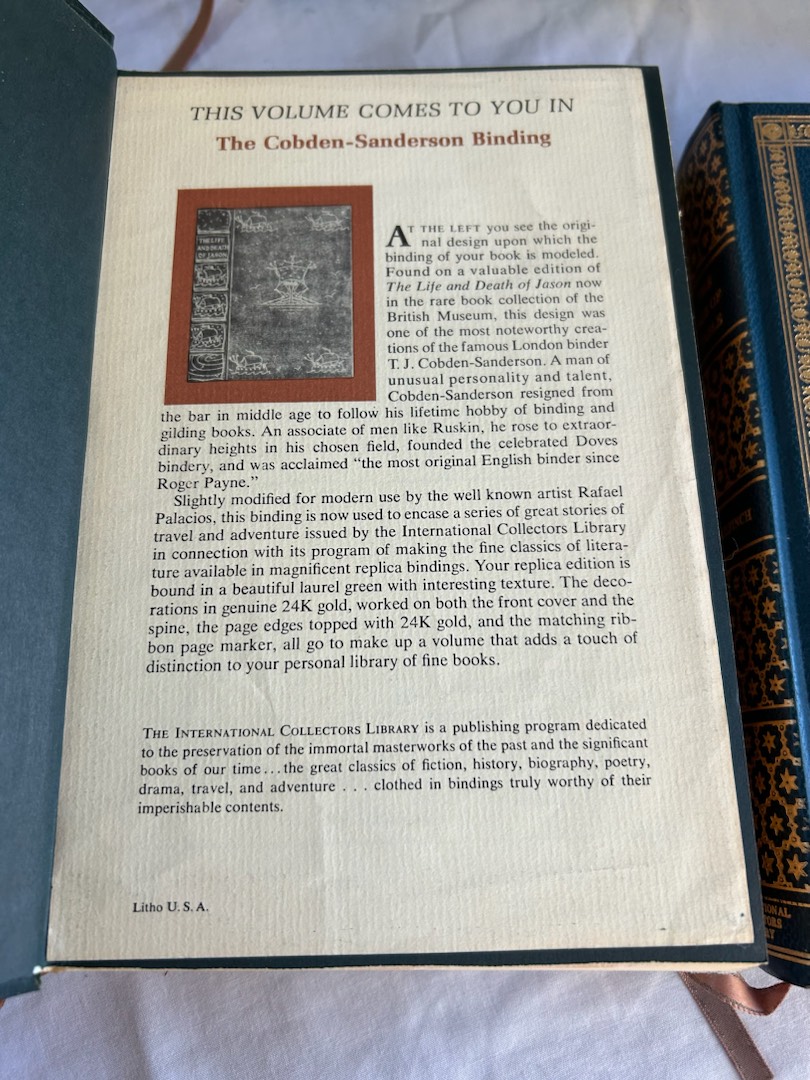 THIS VOLUME COMES TO YOU IN
The Cobden-Sanderson Binding
THE LIFE
AND DEATH
OF JASON
AT THE LEFT you see the origi-
nal design upon which the
binding of your book is modeled.
Found on a valuable edition of
The Life and Death of Jason now
in the rare book collection of the
British Museum, this design was
one of the most noteworthy crea-
tions of the famous London binder
T. J. Cobden-Sanderson. A man of
unusual personality and talent,
Cobden-Sanderson resigned from
the bar in middle age to follow his lifetime hobby of binding and
gilding books. An associate of men like Ruskin, he rose to extraor-
dinary heights in his chosen field, founded the celebrated Doves
bindery, and was acclaimed “the most original English binder since
Roger Payne.”
Slightly modified for modern use by the well known artist Rafael
Palacios, this binding is now used to encase a series of great stories of
travel and adventure issued by the International Collectors Library
in connection with its program of making the fine classics of litera-
ture available in magnificent replica bindings. Your replica edition is
bound in a beautiful laurel green with interesting texture. The deco-
rations in genuine 24K gold, worked on both the front cover and the
spine, the page edges topped with 24K gold, and the matching rib-
bon page marker, all go to make up a volume that adds a touch of
distinction to your personal library of fine books.
THE INTERNATIONAL COLLECTORS LIBRARY is a publishing program dedicated
to the preservation of the immortal masterworks of the past and the significant
books of our time...the great classics of fiction, history, biography, poetry,
drama, travel, and adventure . . . clothed in bindings truly worthy of their
imperishable contents.
Litho U. S. A.